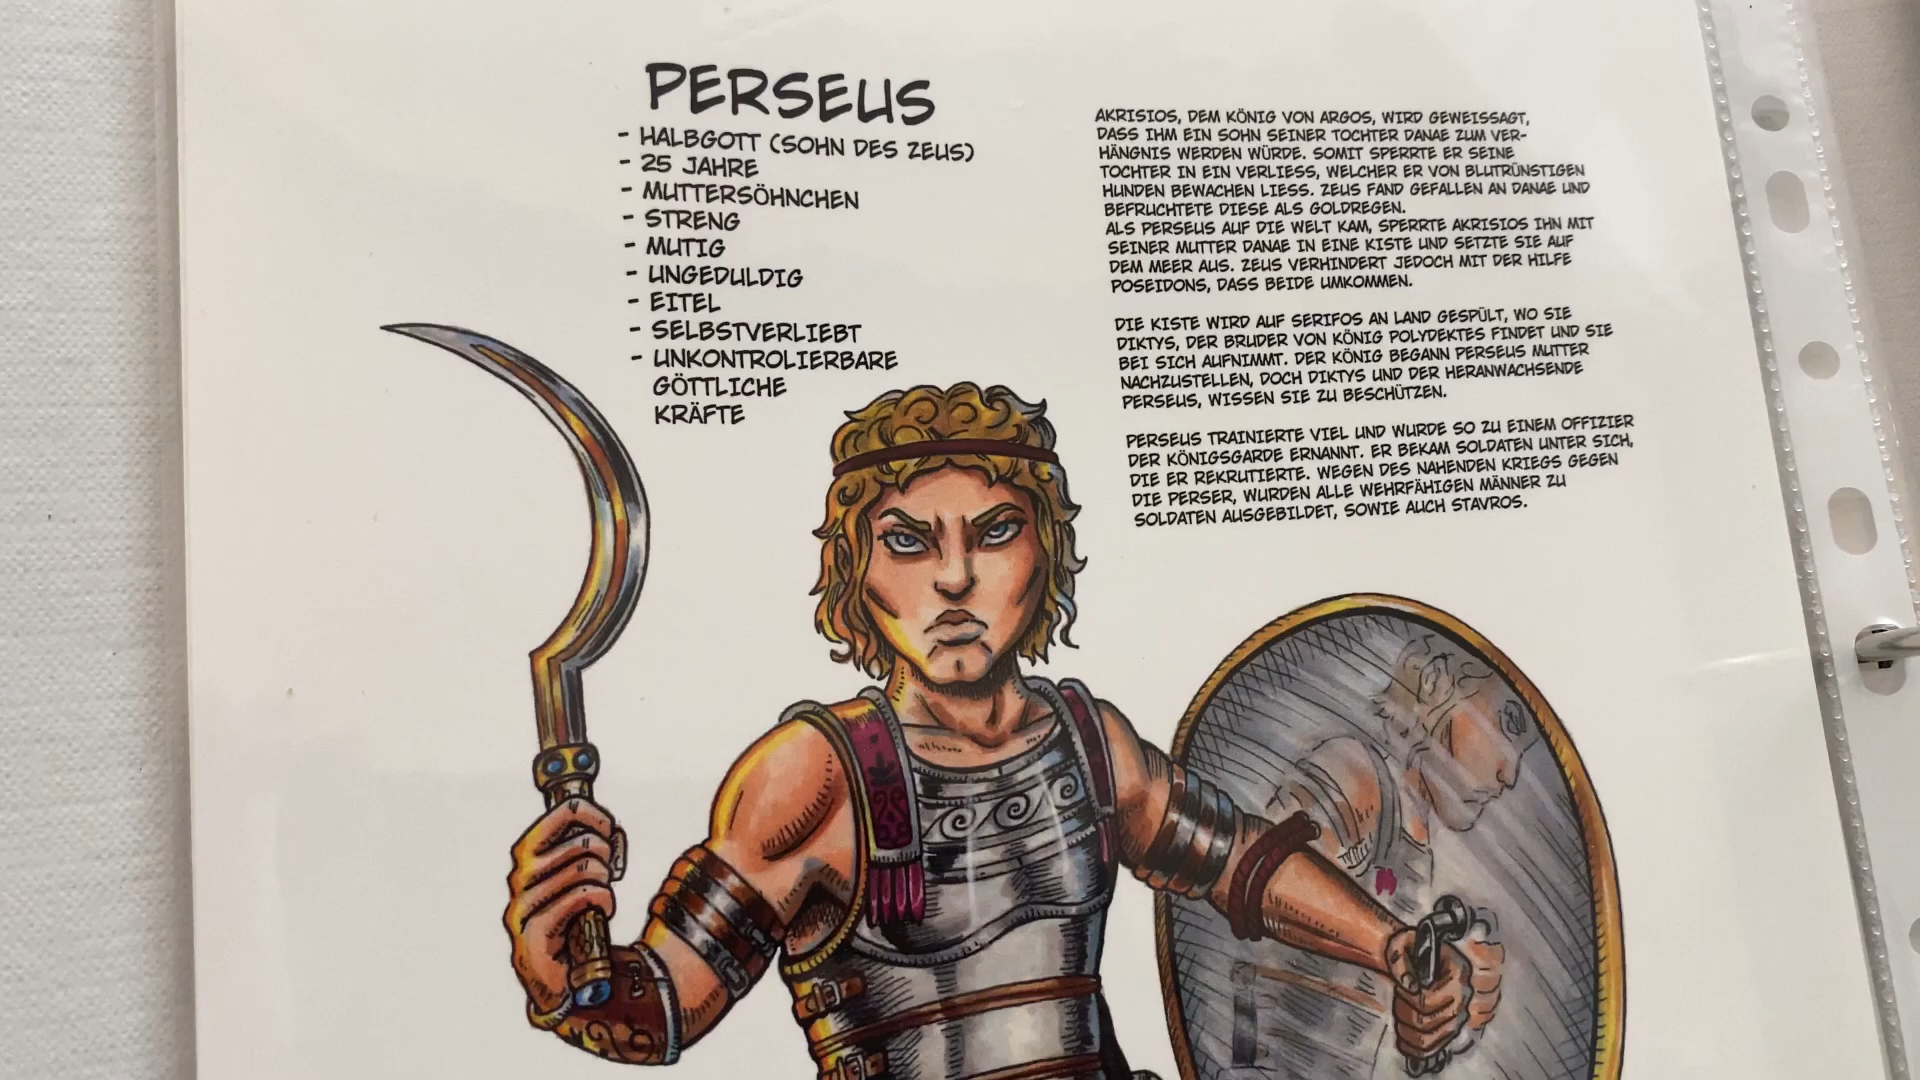 PERSEUS
- HALBGOTT (SOHN DES ZEUS)
- 25 JAHRE
- MUTTERSÖHNCHEN
- STRENG
- MUTIG
- UNGEDULDIG
- EITEL
- SELBSTVERLIEBT
- UNKONTROLIERBARE
GÖTTLICHE
KRÄFTE
AKRISIOS, DEM KÖNIG VON ARGOS, WIRD GEWEISSAGT,
DASS IHM EIN SOHN SEINER TOCHTER DANAE ZUM VER-
HÄNGNIS WERDEN WÜRDE. SOMIT SPERRTE ER SEINE
TOCHTER IN EIN VERLIESS, WELCHER ER VON BLUTRÜNSTIGEN
HUNDEN BEWACHEN LIESS. ZEUS FAND GEFALLEN AN DANAE UND
BEFRUCHTETE DIESE ALS GOLDREGEN.
ALS PERSEUS AUF DIE WELT KAM, SPERRTE AKRISIOS IHN MIT
SEINER MUTTER DANAE IN EINE KISTE UND SETZTE SIE AUF
DEM MEER AUS. ZEUS VERHINDERT JEDOCH MIT DER HILFE
POSEIDONS, DASS BEIDE UMKOMMEN.
DIE KISTE WIRD AUF SERIFOS AN LAND GESPÜLT, WO SIE
DIKTYS, DER BRUDER VON KÖNIG POLYDEKTES FINDET UND SIE
BEI SICH AUFNIMMT. DER KÖNIG BEGANN PERSEUS MUTTER
NACHZUSTELLEN, DOCH DIKTYS UND DER HERANWACHSENDE
PERSEUS, WISSEN SIE ZU BESCHÜTZEN.
PERSEUS TRAINIERTE VIEL UND WURDE SO ZU EINEM OFFIZIER
DER KÖNIGSGARDE ERNANNT. ER BEKAM SOLDATEN UNTER SICH,
DIE ER REKRUTIERTE. WEGEN DES NAHENDEN KRIEGS GEGEN
DIE PERSER, WURDEN ALLE WEHRFÄHIGEN MÄNNER ZU
SOLDATEN AUSGEBILDET, SOWIE AUCH STAVROS.